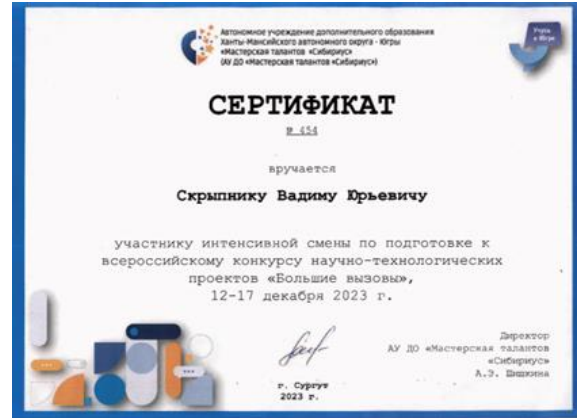 Автономное учреждение дополнительного образования
Ханты-Мансийского автономного округа - Югры
«Мастерская талантов «Сибириус»
(АУ ДО «Мастерская талантов «Сибириус»)
Учусь
в Югре
СЕРТИФИКАТ
№ 454
вручается
Скрыпнику Вадиму Юрьевичу
участнику интенсивной смены по подготовке к
всероссийскому конкурсу научно-технологических
проектов «Большие вызовы»,
12-17 декабря 2023 г.
Директор
АУ ДО «Мастерская талантов
«Сибириус»
А.Э. Шишкина
г. Сургут
2023 г.